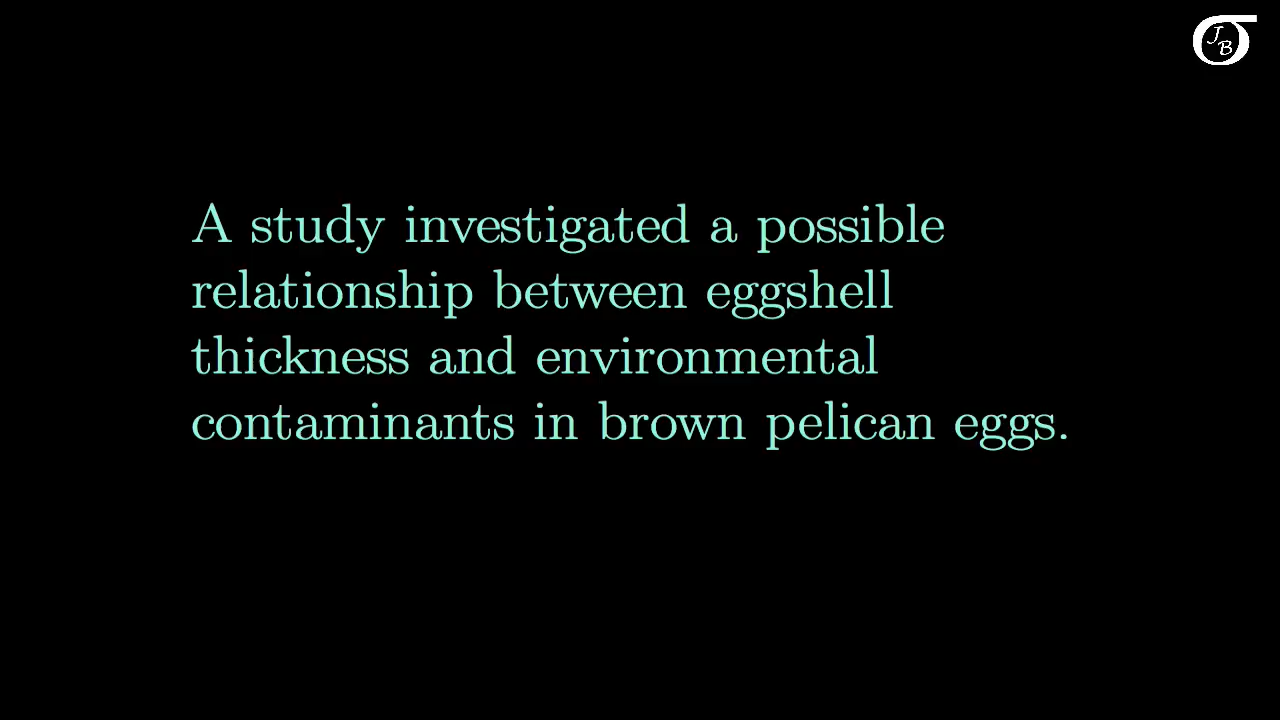 J
B
A study investigated a possible
relationship between eggshell
thickness and environmental
contaminants in brown pelican eggs.